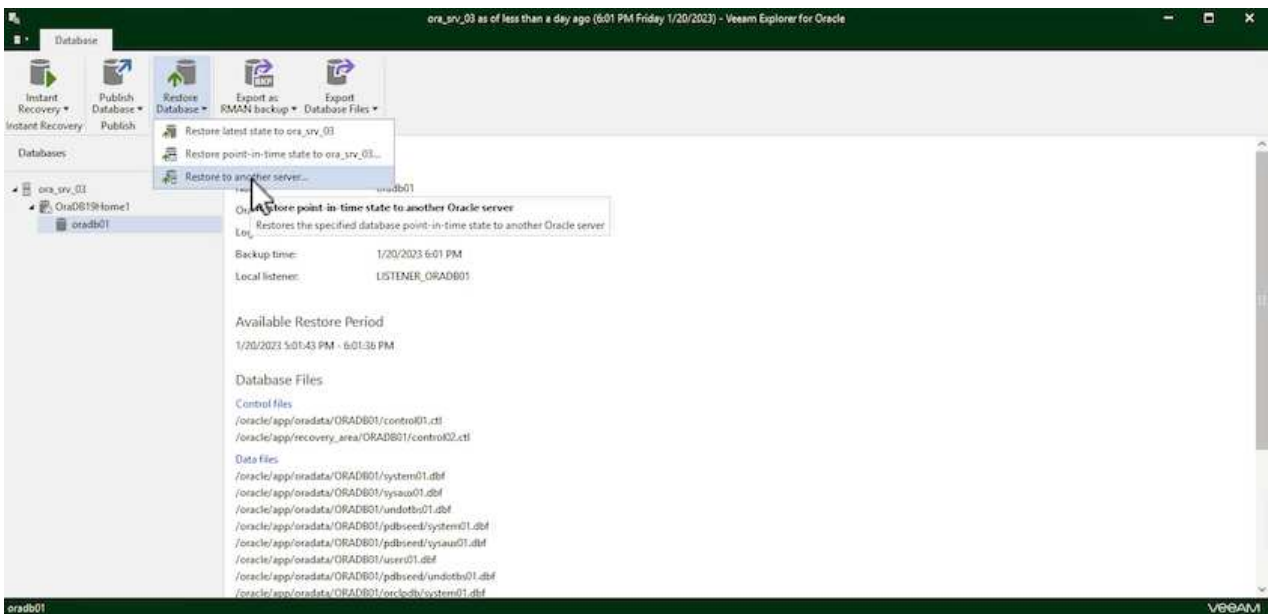 ora_srv_03 as of less than a day ago (6:01 PM Friday 1/20/2023) - Veeam Explorer for Oracle
Database
Instant Recovery
Publish Database
Restore Database
Export as RMAN backup
Export Database Files
Instant Recovery
Publish
Restore latest state to ora_srv_03
Restore point-in-time state to ora_srv_03...
Restore to another server...
Databases
ora_srv_03
OraDB19Home1
oradb01
oradb01
Restore point-in-time state to another Oracle server
Restores the specified database point-in-time state to another Oracle server
Backup time: 1/20/2023 6:01 PM
Local listener: LISTENER_ORADB01
Available Restore Period
1/20/2023 5:01:43 PM - 6:01:36 PM
Database Files
Control files
/oracle/app/oradata/ORADB01/control01.ctl
/oracle/app/recovery_area/ORADB01/control02.ctl
Data files
/oracle/app/oradata/ORADB01/system01.dbf
/oracle/app/oradata/ORADB01/sysaux01.dbf
/oracle/app/oradata/ORADB01/undotbs01.dbf
/oracle/app/oradata/ORADB01/pdbseed/system01.dbf
/oracle/app/oradata/ORADB01/pdbseed/sysaux01.dbf
/oracle/app/oradata/ORADB01/users01.dbf
/oracle/app/oradata/ORADB01/pdbseed/undotbs01.dbf
/oracle/app/oradata/ORADB01/orclpdb/system01.dbf
oradb01
veeAM